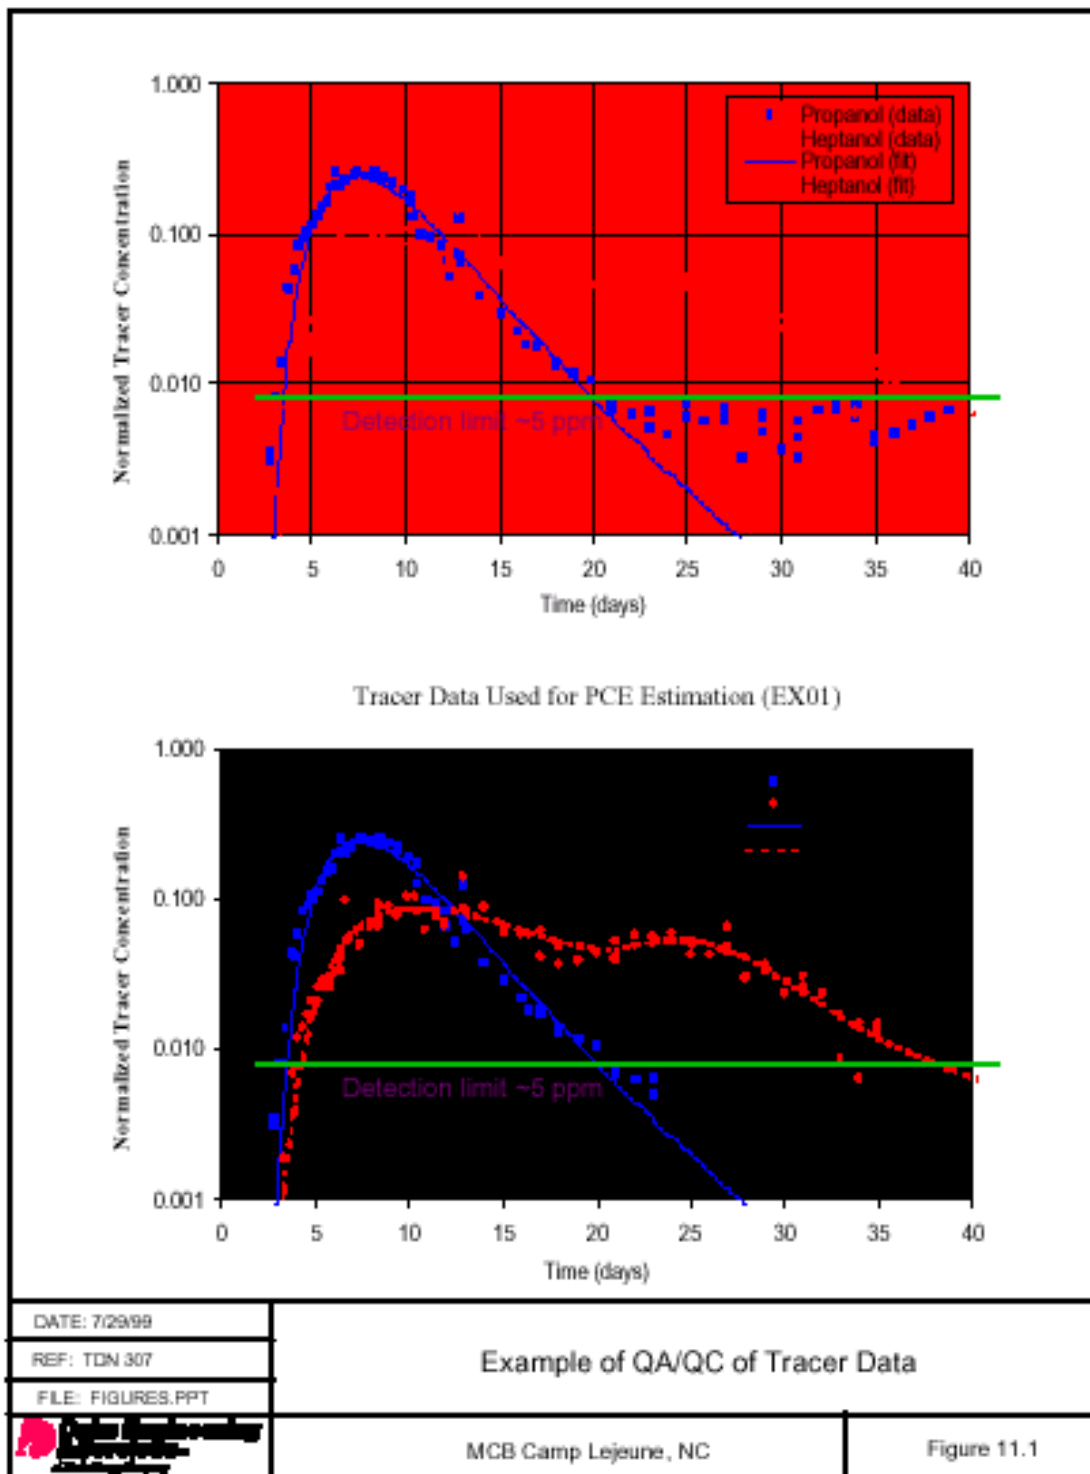 1.000
0.100
0.010
0.001
Normalized Tracer Concentration
Propanol (data)
Heptanol (data)
Propanol (fit)
Heptanol (fit)
Detection limit ~5 ppm
0 5 10 15 20 25 30 35 40
Time (days)
Tracer Data Used for PCE Estimation (EX01)
1.000
0.100
0.010
0.001
Normalized Tracer Concentration
Detection limit ~5 ppm
0 5 10 15 20 25 30 35 40
Time (days)
DATE: 7/29/99
REF: TDN 307
FILE: FIGURES.PPT
Example of QA/QC of Tracer Data
MCB Camp Lejeune, NC
Figure 11.1